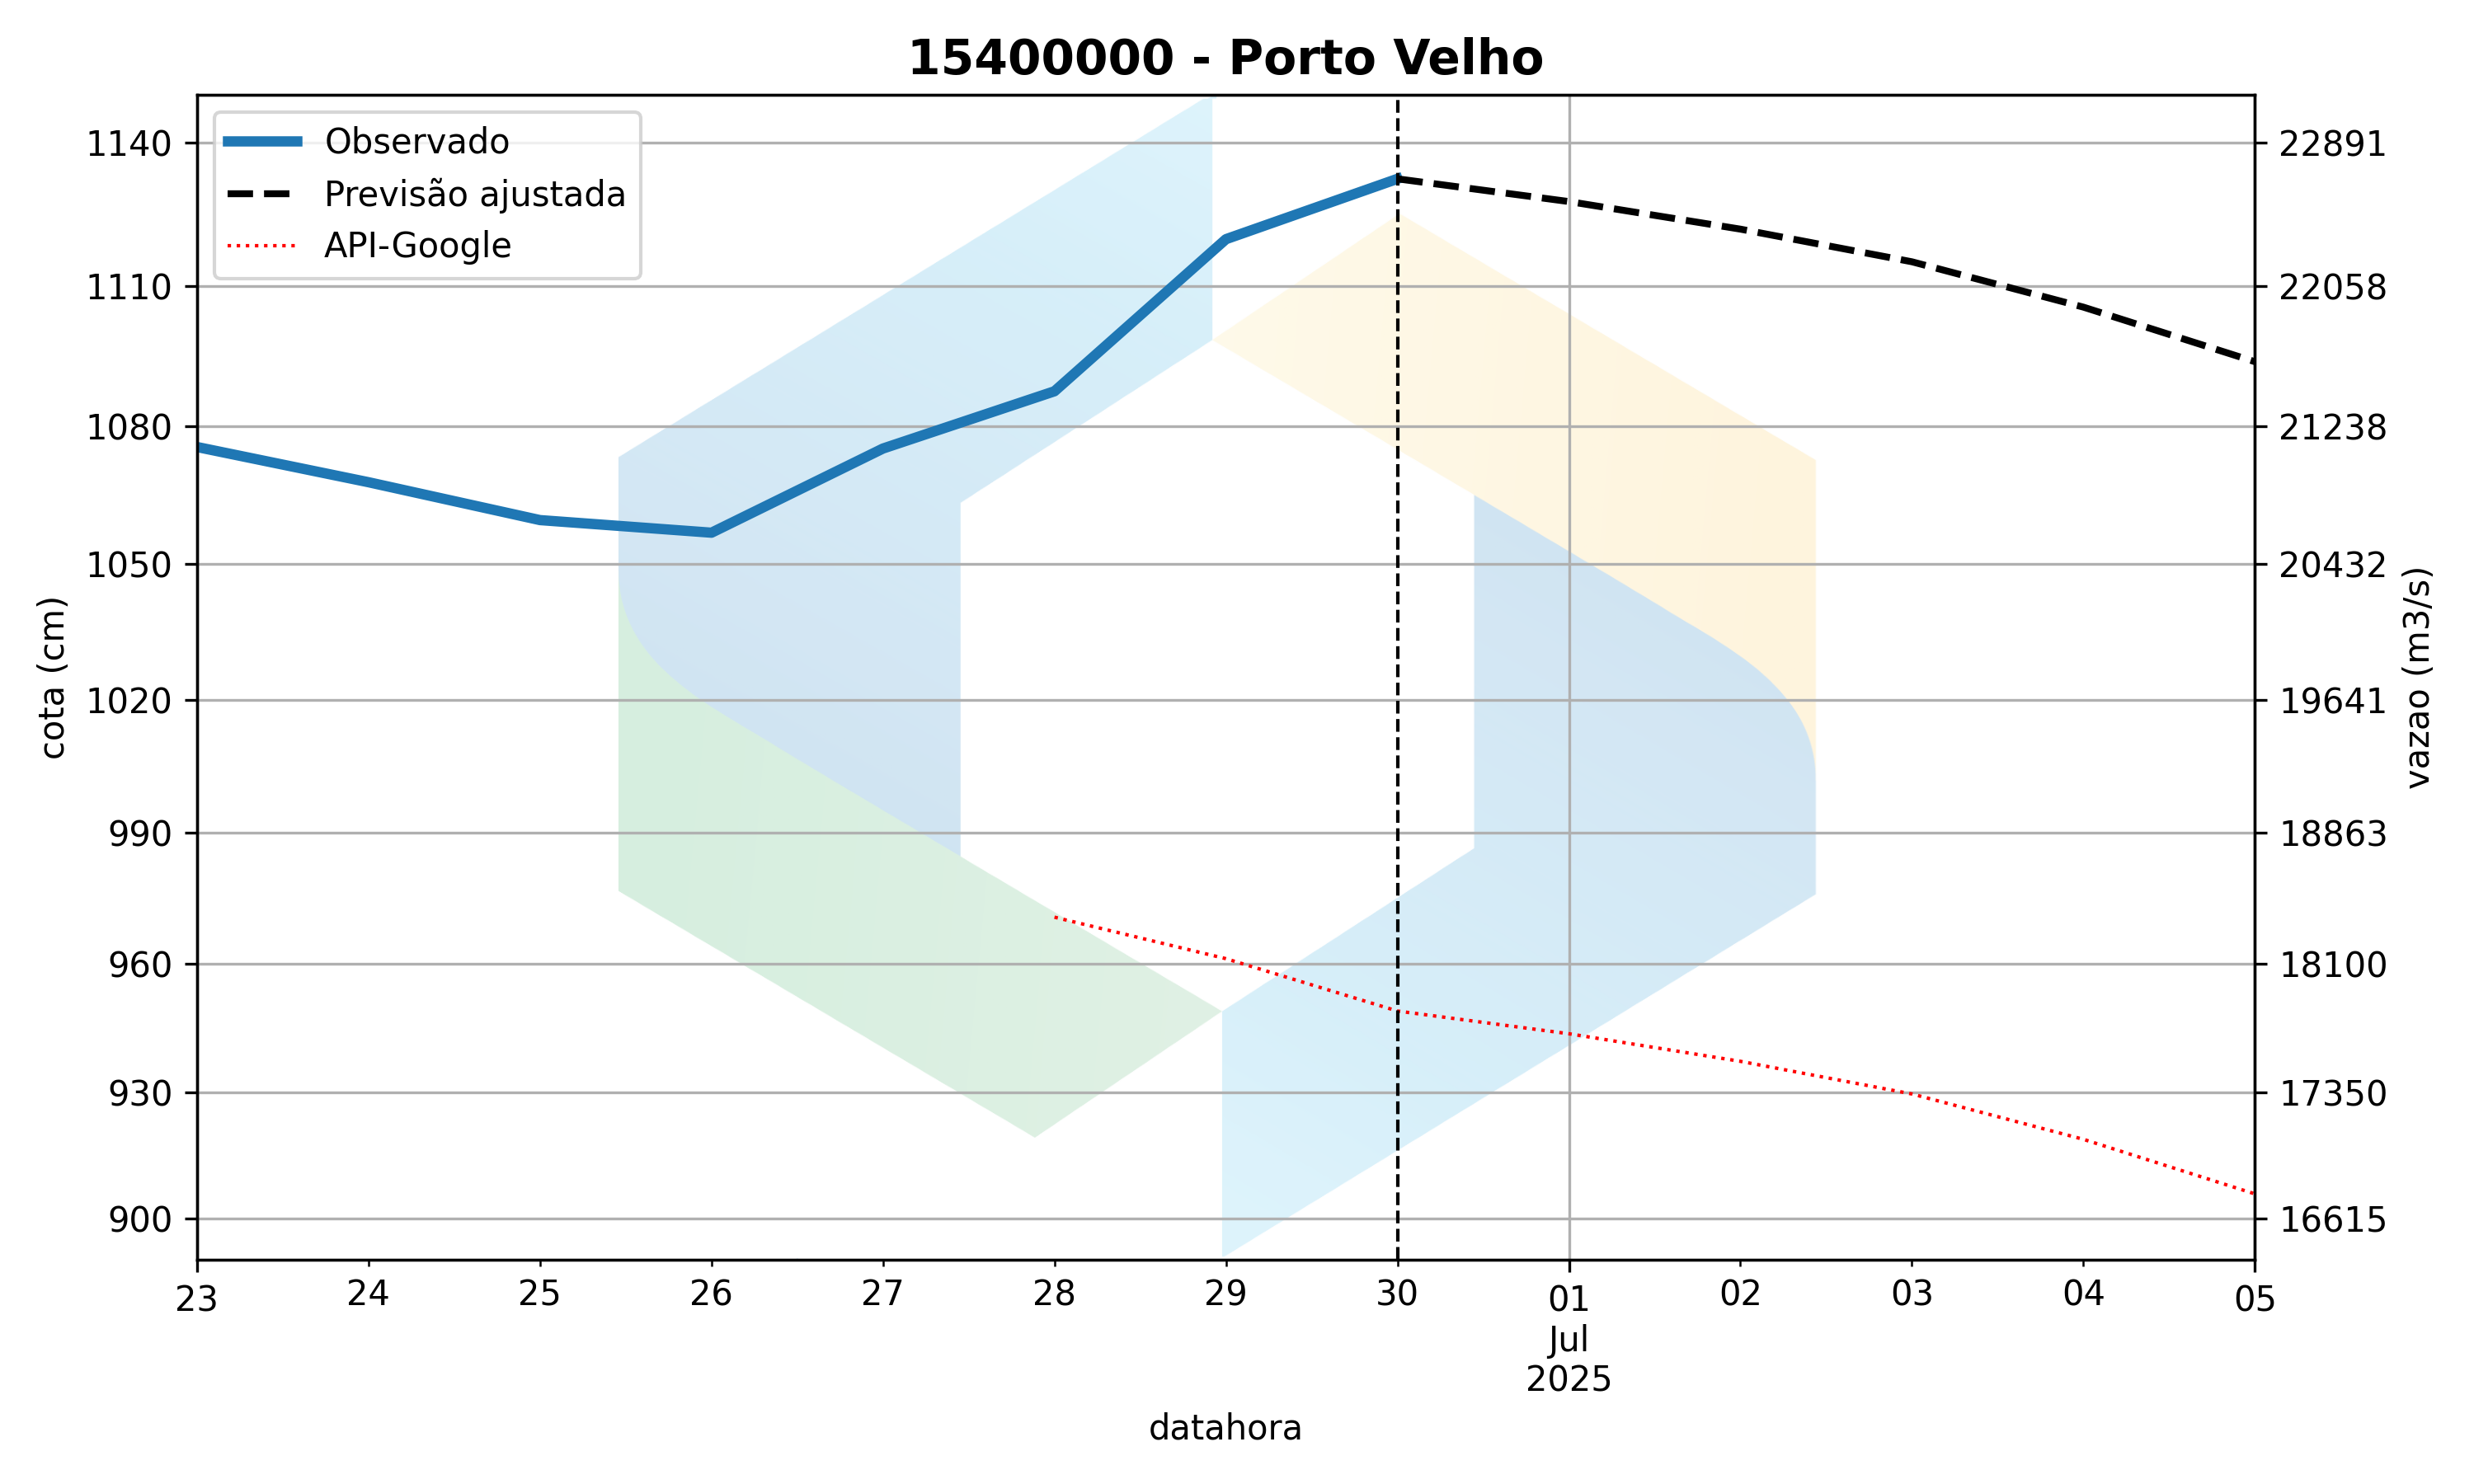 15400000 - Porto Velho
Observado
Previsão ajustada
API-Google
cota (cm)
1140
1110
1080
1050
1020
990
960
930
900
22891
22058
21238
20432
19641
18863
18100
17350
16615
vazao (m3/s)
23 24 25 26 27 28 29 30 01 02 03 04 05
Jul
2025
datahora